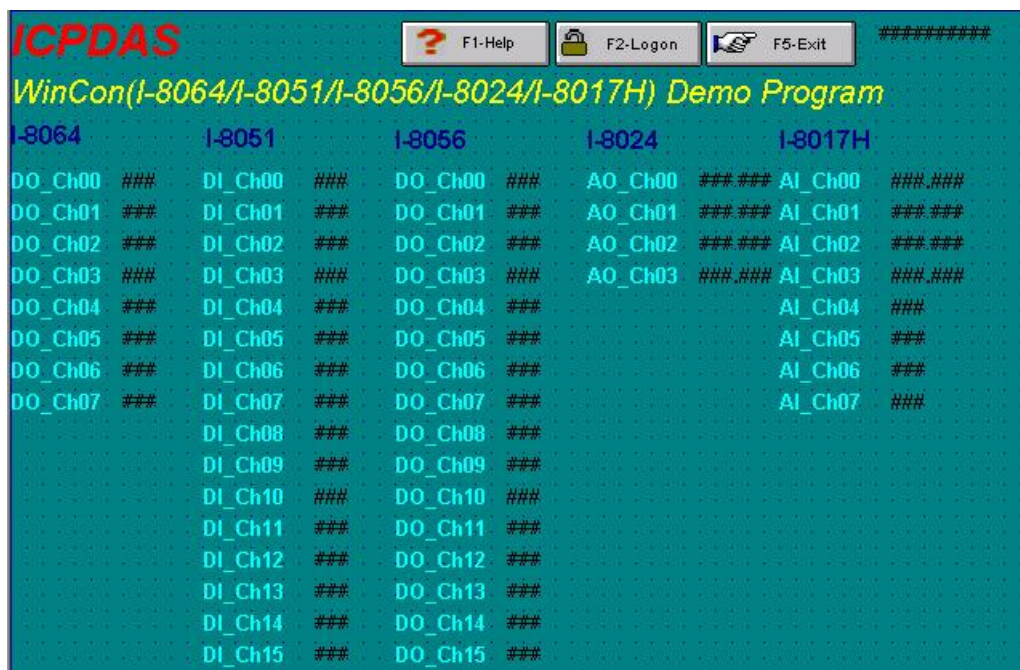 ICPDAS F1-Help F2-Logon F5-Exit ##########
WinCon(I-8064/I-8051/I-8056/I-8024/I-8017H) Demo Program
I-8064 I-8051 I-8056 I-8024 I-8017H
DO_Ch00 ### DI_Ch00 ### DO_Ch00 ### AO_Ch00 ###.### AI_Ch00 ###.###
DO_Ch01 ### DI_Ch01 ### DO_Ch01 ### AO_Ch01 ###.### AI_Ch01 ###.###
DO_Ch02 ### DI_Ch02 ### DO_Ch02 ### AO_Ch02 ###.### AI_Ch02 ###.###
DO_Ch03 ### DI_Ch03 ### DO_Ch03 ### AO_Ch03 ###.### AI_Ch03 ###.###
DO_Ch04 ### DI_Ch04 ### DO_Ch04 ### AI_Ch04 ###
DO_Ch05 ### DI_Ch05 ### DO_Ch05 ### AI_Ch05 ###
DO_Ch06 ### DI_Ch06 ### DO_Ch06 ### AI_Ch06 ###
DO_Ch07 ### DI_Ch07 ### DO_Ch07 ### AI_Ch07 ###
DI_Ch08 ### DO_Ch08 ###
DI_Ch09 ### DO_Ch09 ###
DI_Ch10 ### DO_Ch10 ###
DI_Ch11 ### DO_Ch11 ###
DI_Ch12 ### DO_Ch12 ###
DI_Ch13 ### DO_Ch13 ###
DI_Ch14 ### DO_Ch14 ###
DI_Ch15 ### DO_Ch15 ###